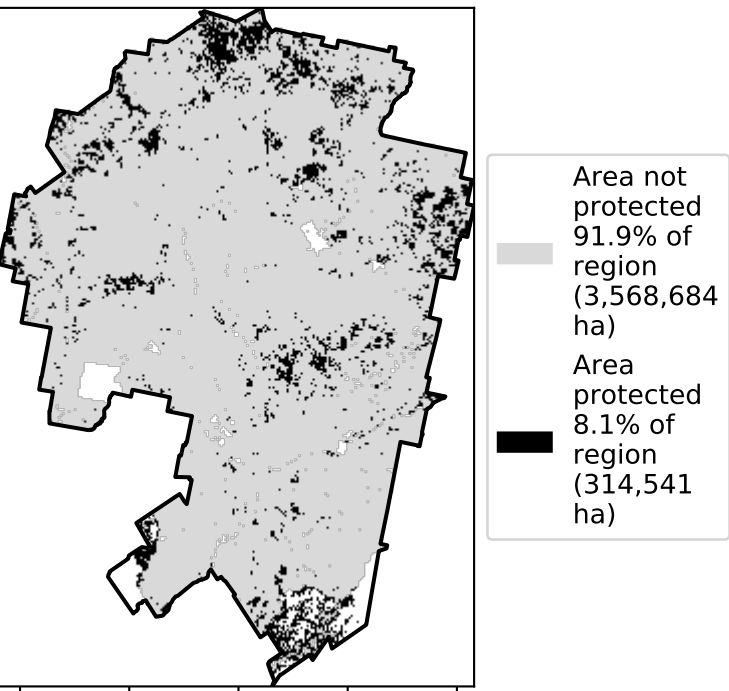 Area not
protected
91.9% of
region
(3,568,684
ha)
Area
protected
8.1% of
region
(314,541
ha)